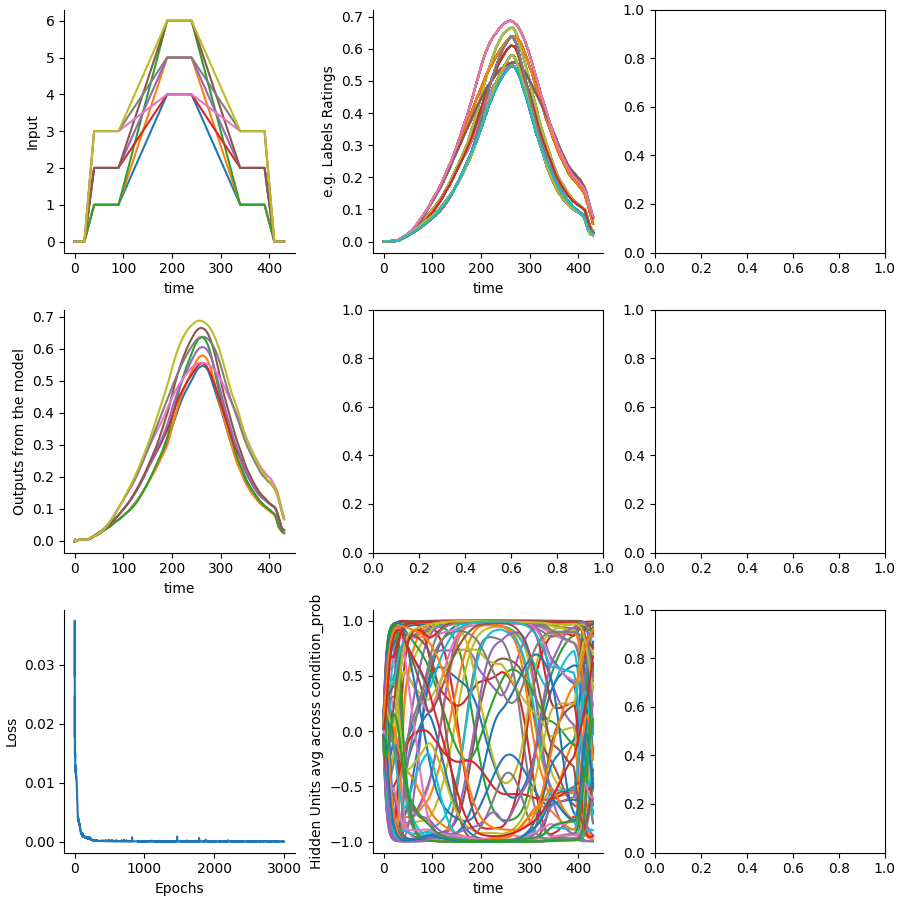 6
5
4
3
2
1
0
Input
0 100 200 300 400
time
0.7
0.6
0.5
0.4
0.3
0.2
0.1
0.0
e.g. Labels Ratings
0 100 200 300 400
time
1.0
0.8
0.6
0.4
0.2
0.0
0.0 0.2 0.4 0.6 0.8 1.0
0.7
0.6
0.5
0.4
0.3
0.2
0.1
0.0
Outputs from the model
0 100 200 300 400
time
1.0
0.8
0.6
0.4
0.2
0.0
0.0 0.2 0.4 0.6 0.8 1.0
1.0
0.8
0.6
0.4
0.2
0.0
0.0 0.2 0.4 0.6 0.8 1.0
0.03
0.02
0.01
0.00
Loss
0 1000 2000 3000
Epochs
1.0
0.5
0.0
−0.5
−1.0
Hidden Units avg across condition_prob
0 100 200 300 400
time
1.0
0.8
0.6
0.4
0.2
0.0
0.0 0.2 0.4 0.6 0.8 1.0